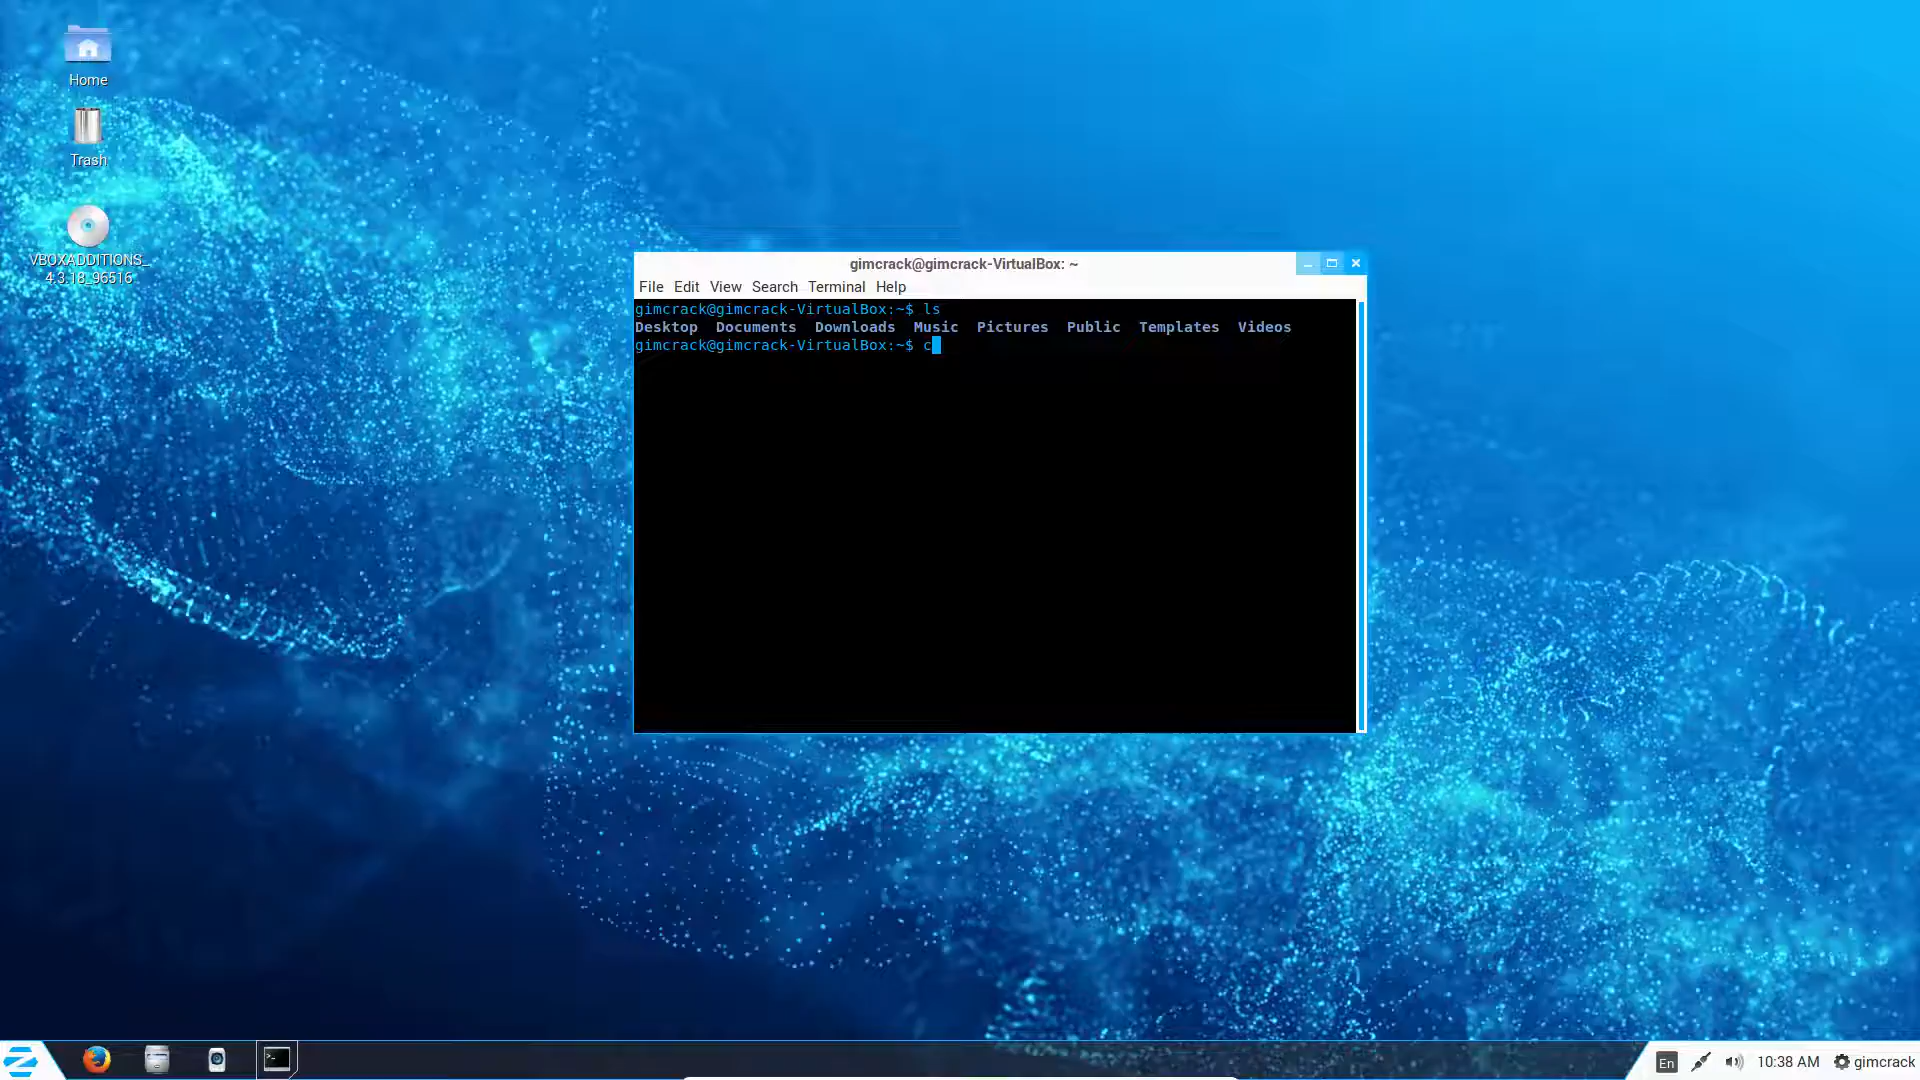 Home
Trash
VBOXADDITIONS_
4.3.18_96516
gimcrack@gimcrack-VirtualBox: ~
File Edit View Search Terminal Help
gimcrack@gimcrack-VirtualBox:~$ ls
Desktop Documents Downloads Music Pictures Public Templates Videos
gimcrack@gimcrack-VirtualBox:~$ c
En 10:38 AM gimcrack